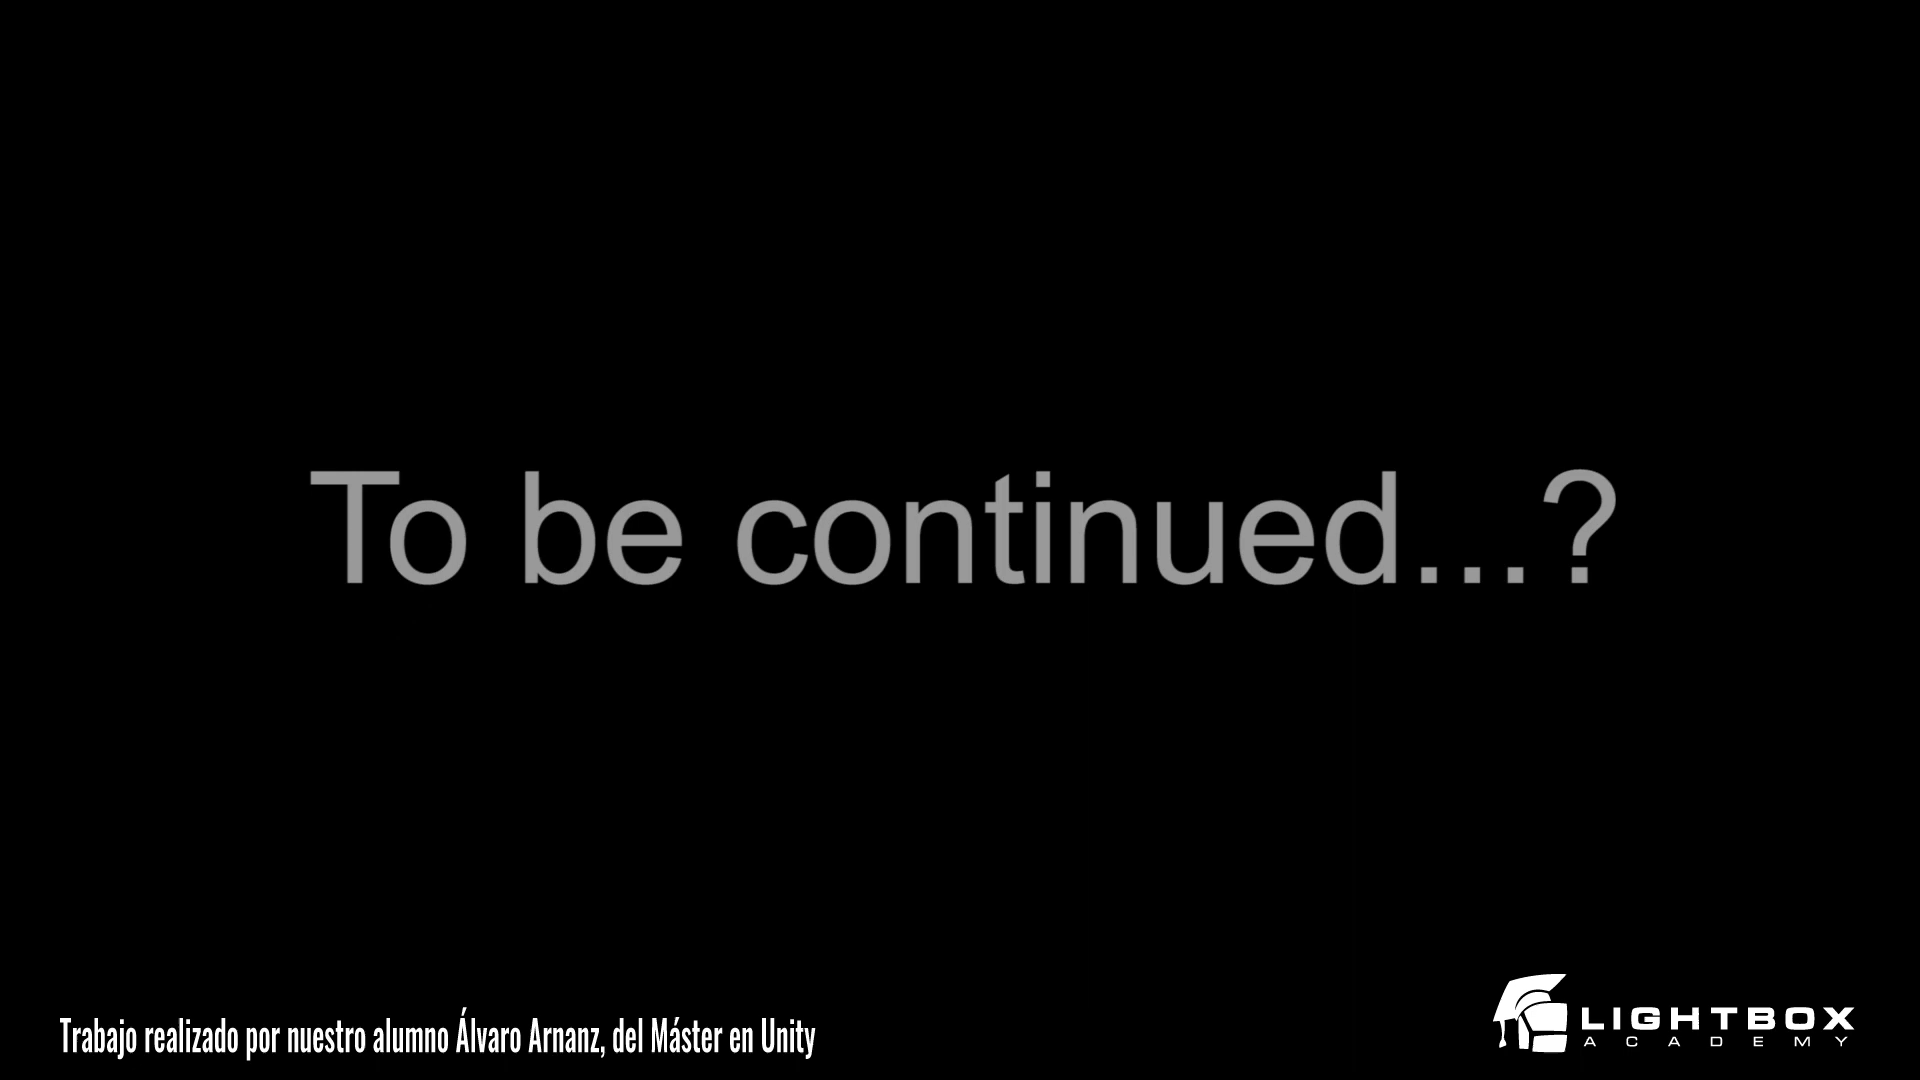 To be continued...?
Trabajo realizado por nuestro alumno Álvaro Arnanz, del Máster en Unity
LIGHTBOX
ACADEMY